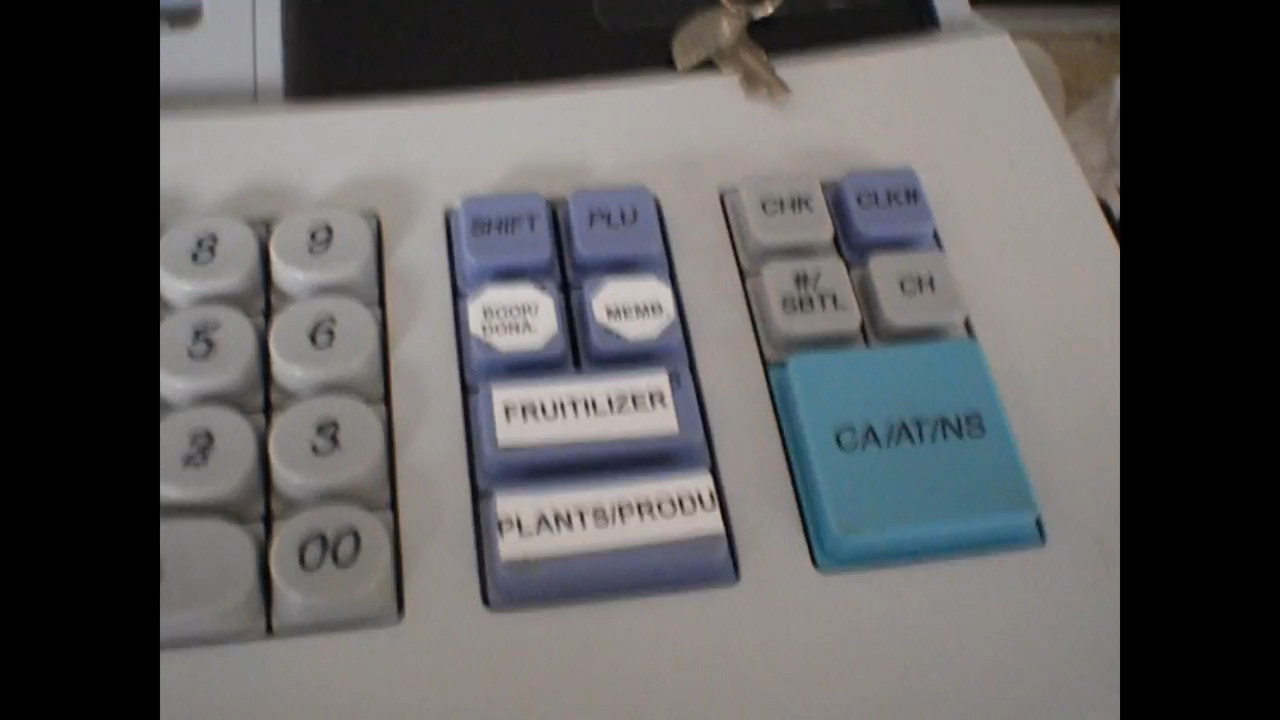 8
9
5
6
2
3
00
SHIFT
PLU
BOOK/
DONA.
MEMB
FRUITILIZER
PLANTS/PRODU
CHK
CLK#
#/
SBTL
CH
CA/AT/NS